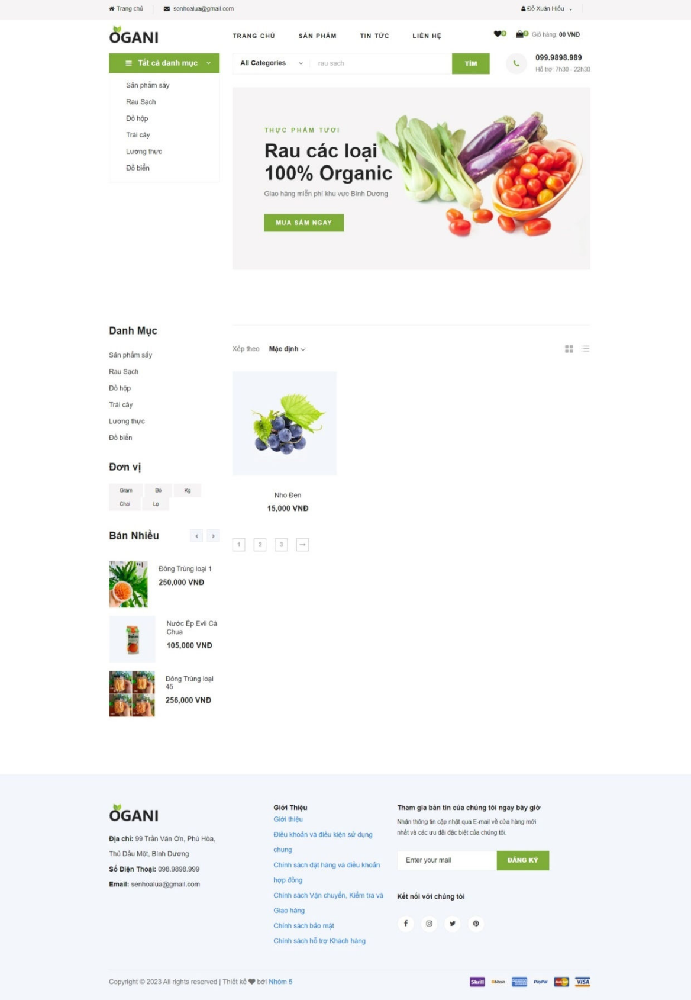 Trang chủ
senhoalua@gmail.com
Đỗ Xuân Hiếu
OGANI
TRANG CHỦ
SẢN PHẨM
TIN TỨC
LIÊN HỆ
0
0
Giỏ hàng: 00 VNĐ
Tất cả danh mục
All Categories
rau sach
TÌM
099.9898.989
Hỗ trợ: 7h30 - 22h30
Sản phẩm sấy
Rau Sạch
Đồ hộp
Trái cây
Lương thực
Đồ biển
THỰC PHẨM TƯƠI
Rau các loại
100% Organic
Giao hàng miễn phí khu vực Bình Dương
MUA SẮM NGAY
Danh Mục
Sản phẩm sấy
Rau Sạch
Đồ hộp
Trái cây
Lương thực
Đồ biển
Đơn vị
Gram
Bó
Kg
Chai
Lọ
Bán Nhiều
Đông Trùng loại 1
250,000 VNĐ
Nước Ép Evli Cà
Chua
105,000 VNĐ
Đông Trùng loại
45
256,000 VNĐ
Xếp theo Mặc định
Nho Đen
15,000 VNĐ
1 2 3
OGANI
Địa chỉ: 99 Trần Văn Ơn, Phú Hòa,
Thủ Dầu Một, Bình Dương
Số Điện Thoại: 098.9898.999
Email: senhoalua@gmail.com
Giới Thiệu
Giới thiệu
Điều khoản và điều kiện sử dụng
chung
Chính sách đặt hàng và điều khoản
hợp đồng
Chính sách Vận chuyển, Kiểm tra và
Giao hàng
Chính sách bảo mật
Chính sách hỗ trợ Khách hàng
Tham gia bản tin của chúng tôi ngay bây giờ
Nhận thông tin cập nhật qua E-mail về cửa hàng mới
nhất và các ưu đãi đặc biệt của chúng tôi.
Enter your mail
ĐĂNG KÝ
Kết nối với chúng tôi
Copyright © 2023 All rights reserved | Thiết kế bởi Nhóm 5
Skrill
bitcoin
PayPal
VISA